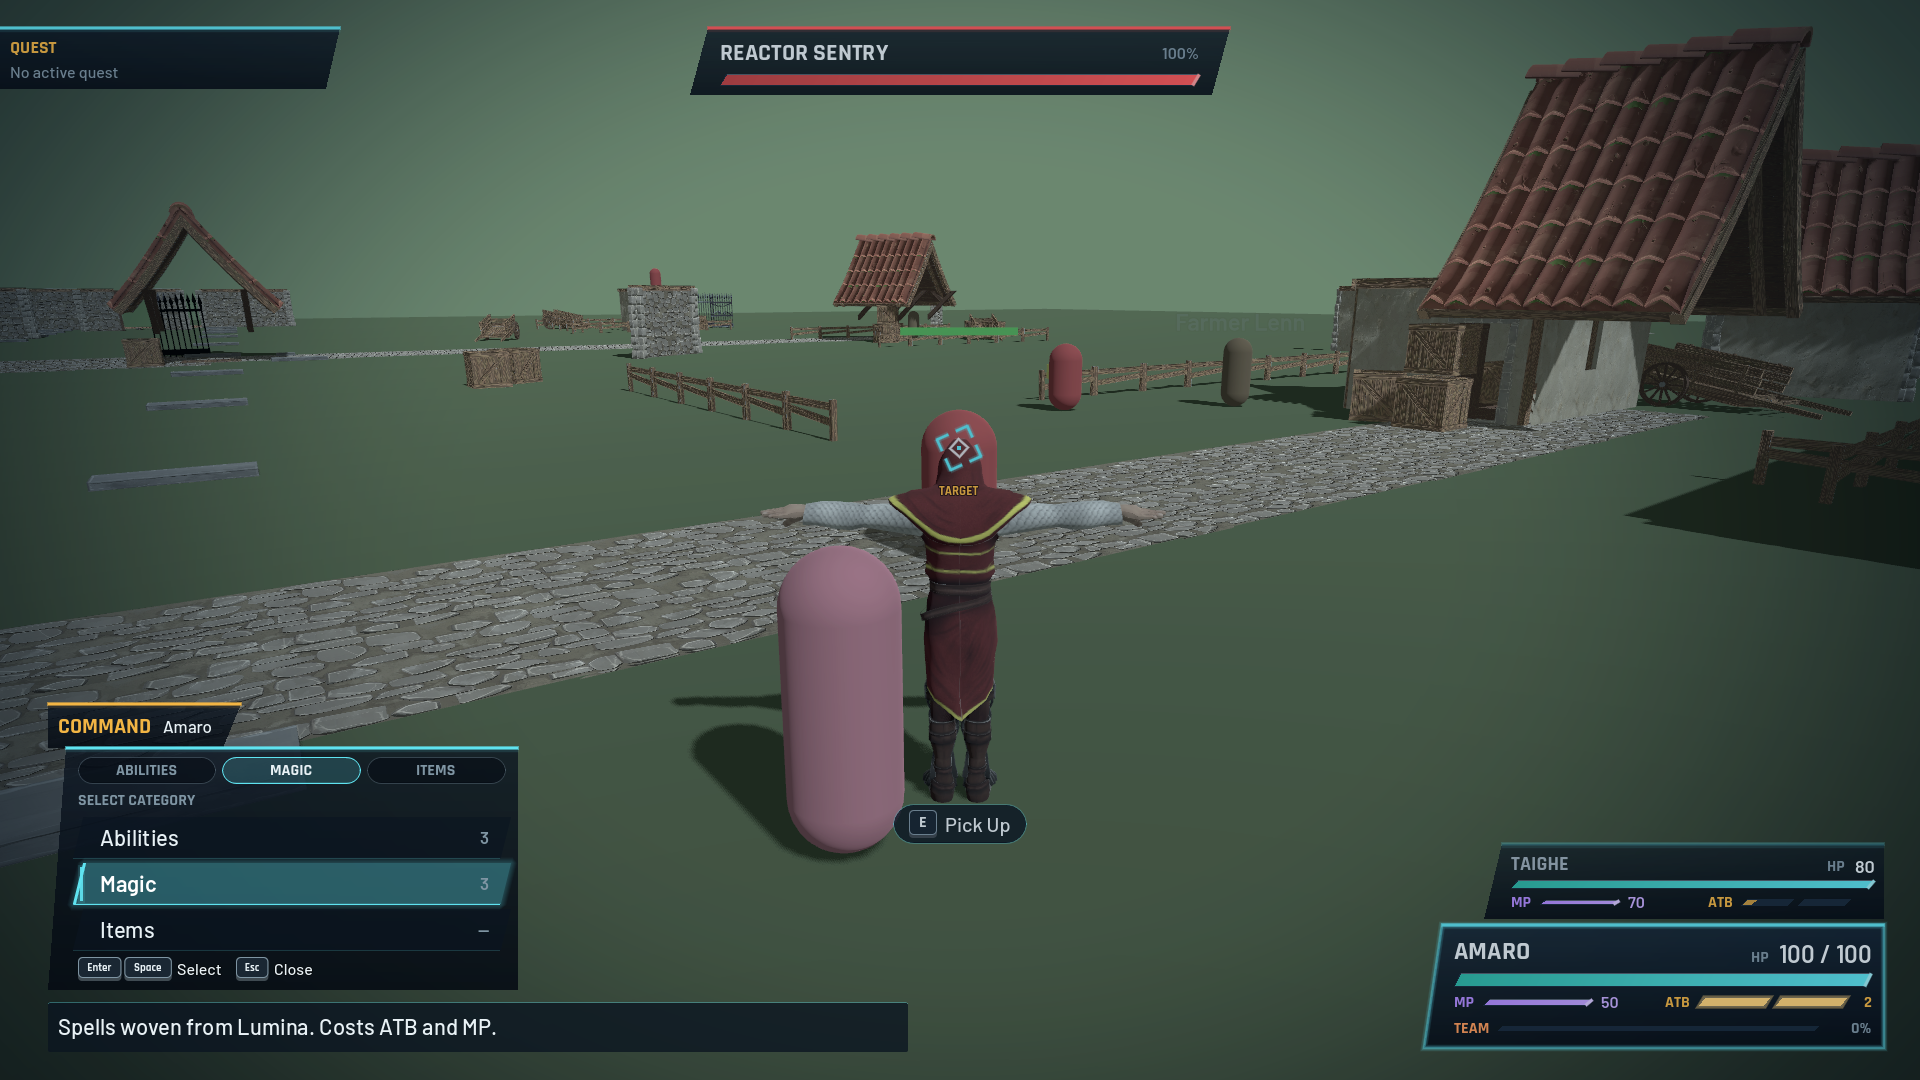 QUEST
No active quest
REACTOR SENTRY 100%
Farmer Lenn
TARGET
COMMAND Amaro
ABILITIES MAGIC ITEMS
SELECT CATEGORY
Abilities 3
Magic 3
Items –
Enter Space Select Esc Close
Spells woven from Lumina. Costs ATB and MP.
E Pick Up
TAIGHE HP 80
MP 70 ATB
AMARO HP 100 / 100
MP 50 ATB 2
TEAM 0%